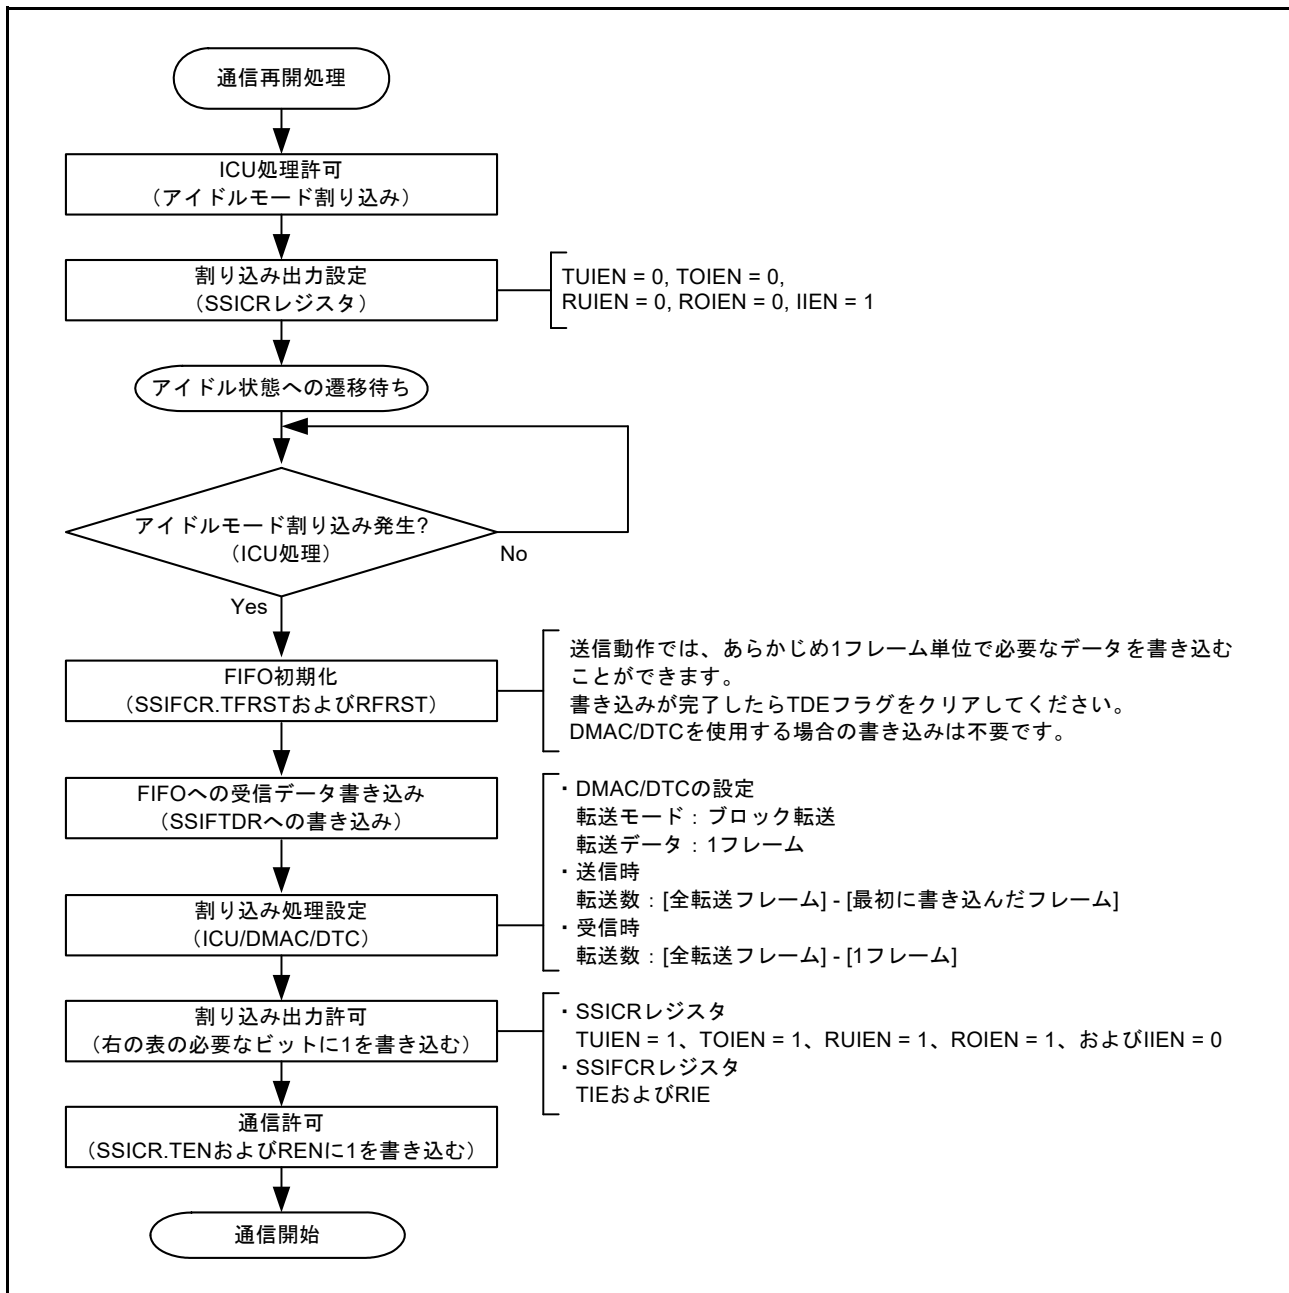 通信再開処理
ICU処理許可
（アイドルモード割り込み）
割り込み出力設定
（SSICRレジスタ）
TUIEN = 0, TOIEN = 0,
RUIEN = 0, ROIEN = 0, IIEN = 1
アイドル状態への遷移待ち
アイドルモード割り込み発生?
（ICU処理）
No
Yes
FIFO初期化
（SSIFCR.TFRSTおよびRFRST）
送信動作では、あらかじめ1フレーム単位で必要なデータを書き込む
ことができます。
書き込みが完了したらTDEフラグをクリアしてください。
DMAC/DTCを使用する場合の書き込みは不要です。
FIFOへの受信データ書き込み
（SSIFTDRへの書き込み）
割り込み処理設定
（ICU/DMAC/DTC）
・DMAC/DTCの設定
転送モード：ブロック転送
転送データ：1フレーム
・送信時
転送数：[全転送フレーム] - [最初に書き込んだフレーム]
・受信時
転送数：[全転送フレーム] - [1フレーム]
割り込み出力許可
（右の表の必要なビットに1を書き込む）
・SSICRレジスタ
TUIEN = 1、TOIEN = 1、RUIEN = 1、ROIEN = 1、およびIIEN = 0
・SSIFCRレジスタ
TIEおよびRIE
通信許可
（SSICR.TENおよびRENに1を書き込む）
通信開始